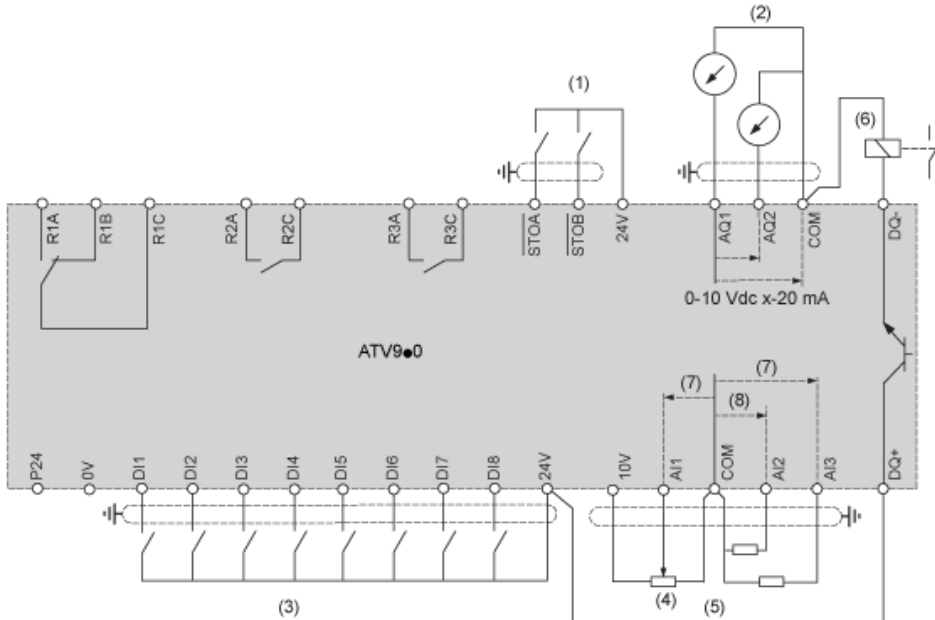 (2)
(1)
(6)
R1A
R1B
R1C
R2A
R2C
R3A
R3C
STOA
STOB
24V
AQ1
AQ2
COM
DQ-
0-10 Vdc x-20 mA
ATV9●0
(7)
(7)
(8)
P24
0V
DI1
DI2
DI3
DI4
DI5
DI6
DI7
DI8
24V
10V
AI1
COM
AI2
AI3
DQ+
(3)
(4)
(5)